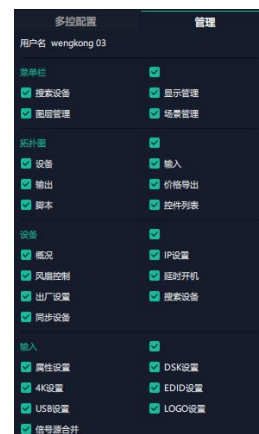 多控配置 管理
用户名 wengkong 03
菜单栏
搜索设备 显示管理
图层管理 场景管理
拓扑图
设备 输入
输出 价格导出
脚本 控件列表
设备
概况 IP设置
风扇控制 延时开机
出厂设置 搜索设备
同步设备
输入
属性设置 DSK设置
4K设置 EDID设置
USB设置 LOGO设置
信号源合并